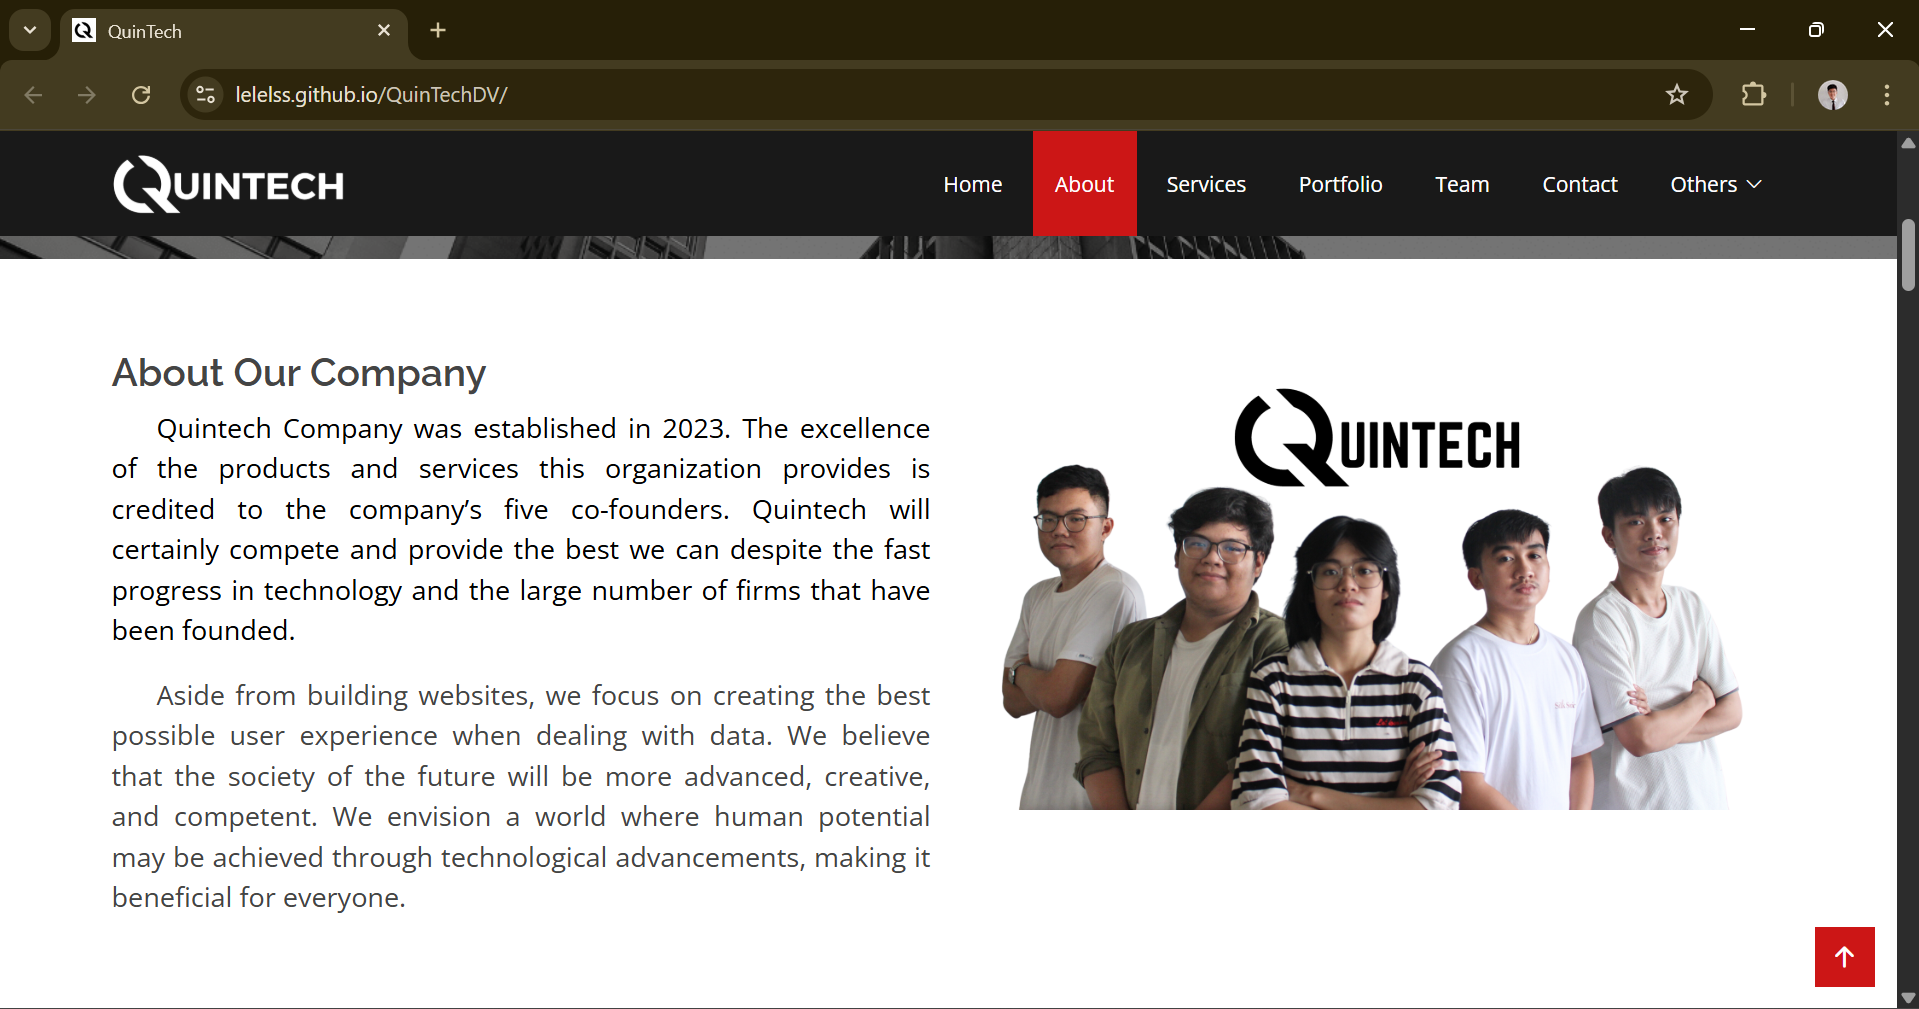 QuinTech
lelelss.github.io/QuinTechDV/
QUINTECH
Home About Services Portfolio Team Contact Others
About Our Company
Quintech Company was established in 2023. The excellence
of the products and services this organization provides is
credited to the company’s five co-founders. Quintech will
certainly compete and provide the best we can despite the fast
progress in technology and the large number of firms that have
been founded.
Aside from building websites, we focus on creating the best
possible user experience when dealing with data. We believe
that the society of the future will be more advanced, creative,
and competent. We envision a world where human potential
may be achieved through technological advancements, making it
beneficial for everyone.
QUINTECH